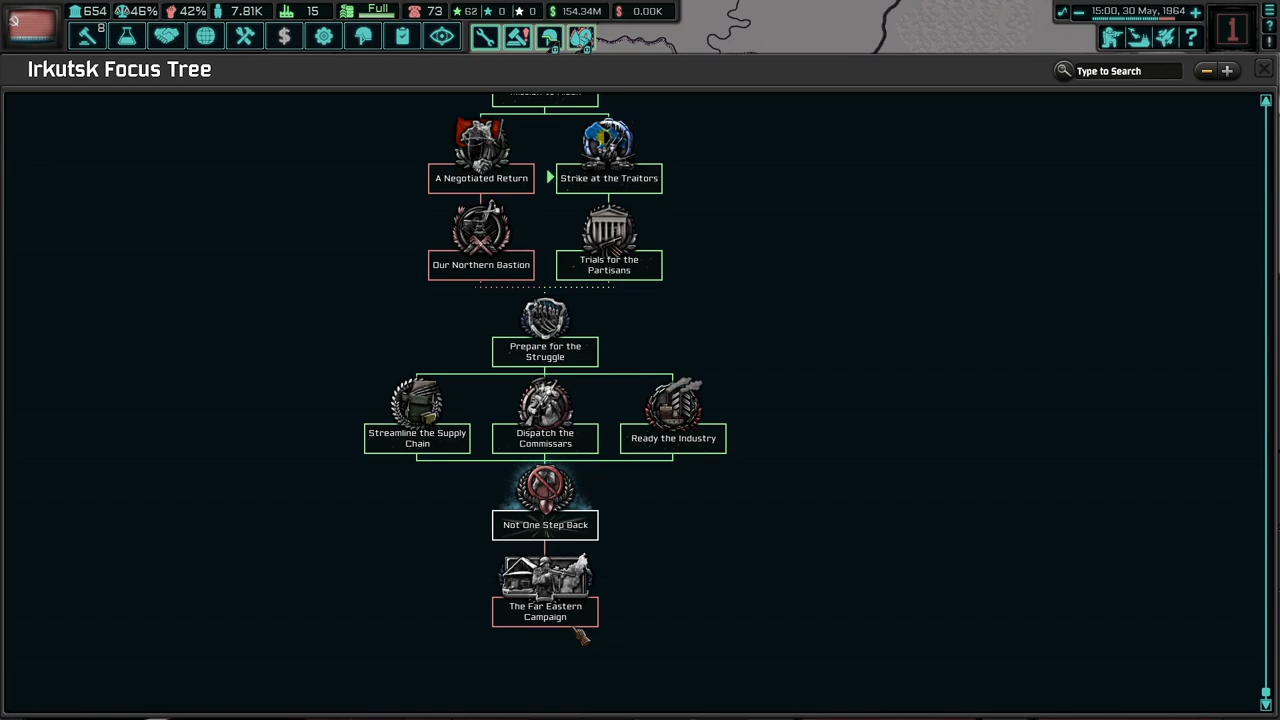 654 46% 42% 7.81K 15 Full 73 62 0 0 $ 154.34M $ 0.00K
15:00, 30 May, 1964
8
Irkutsk Focus Tree
Type to Search
A Negotiated Return
Strike at the Traitors
Our Northern Bastion
Trials for the
Partisans
Prepare for the
Struggle
Streamline the Supply
Chain
Dispatch the
Commissars
Ready the Industry
Not One Step Back
The Far Eastern
Campaign